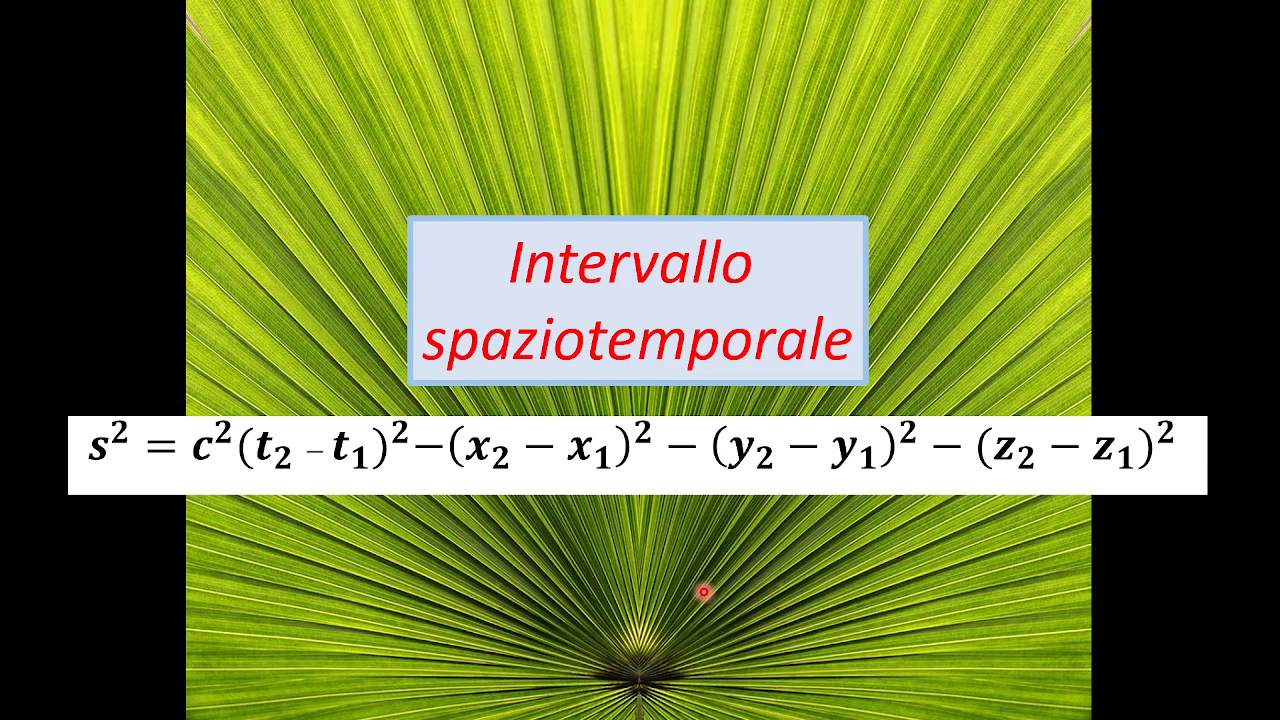 Intervallo
spaziotemporale
s² = c²(t₂ − t₁)² − (x₂ − x₁)² − (y₂ − y₁)² − (z₂ − z₁)²